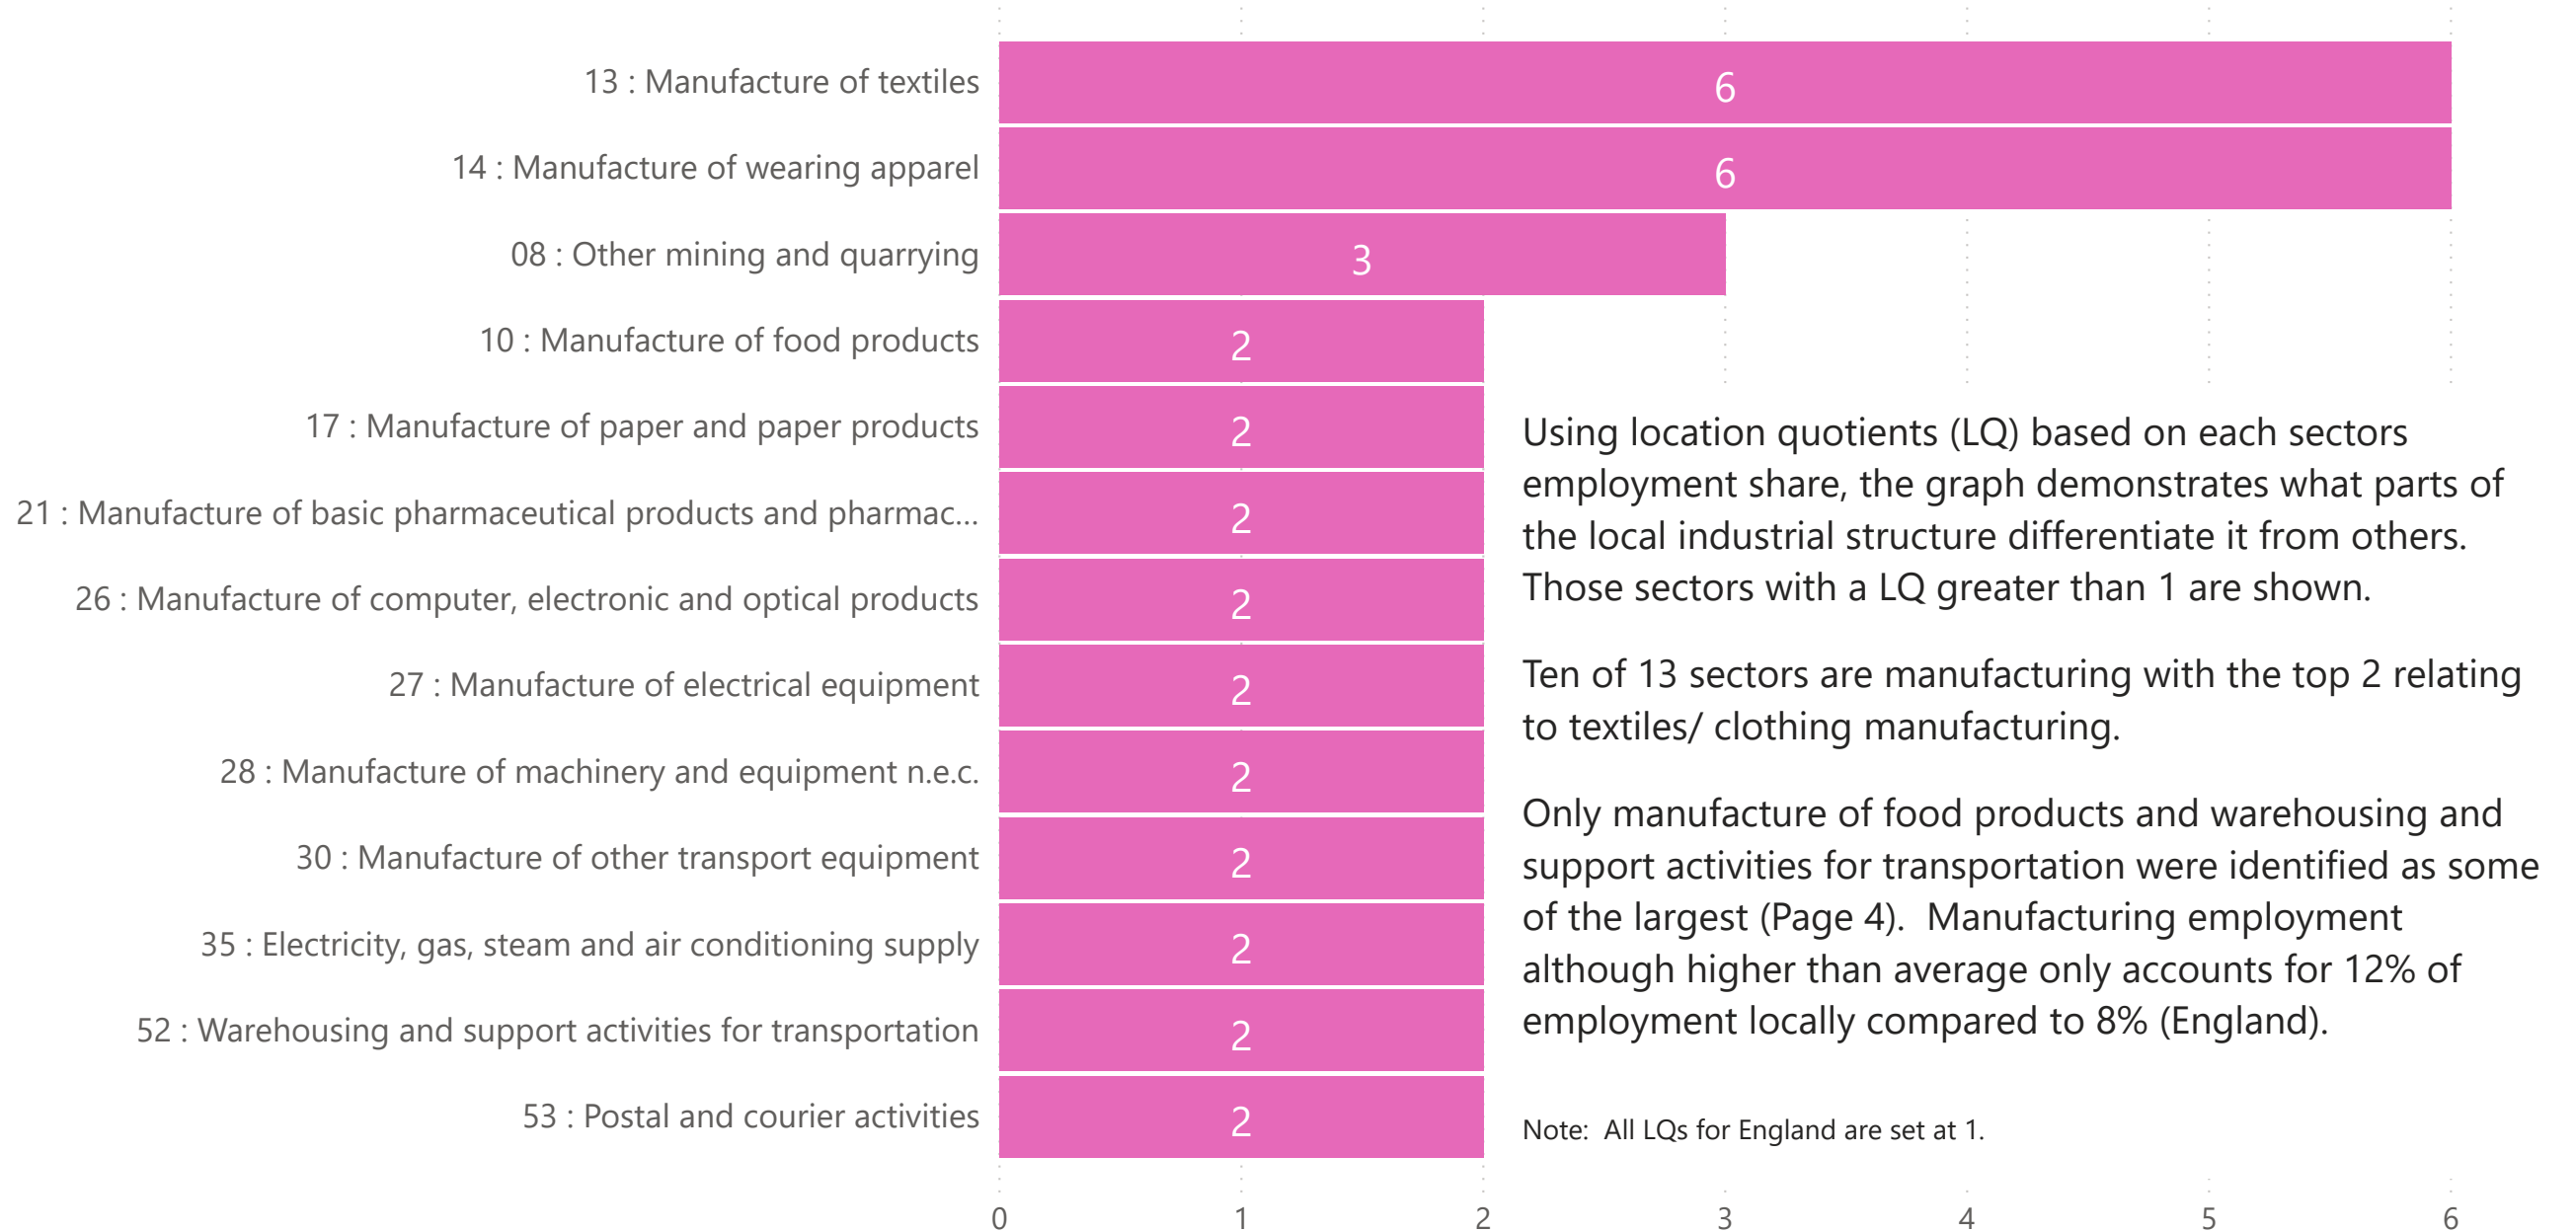 13 : Manufacture of textiles 6
14 : Manufacture of wearing apparel 6
08 : Other mining and quarrying 3
10 : Manufacture of food products 2
17 : Manufacture of paper and paper products 2
21 : Manufacture of basic pharmaceutical products and pharmac... 2
26 : Manufacture of computer, electronic and optical products 2
27 : Manufacture of electrical equipment 2
28 : Manufacture of machinery and equipment n.e.c. 2
30 : Manufacture of other transport equipment 2
35 : Electricity, gas, steam and air conditioning supply 2
52 : Warehousing and support activities for transportation 2
53 : Postal and courier activities 2
0 1 2 3 4 5 6
Using location quotients (LQ) based on each sectors
employment share, the graph demonstrates what parts of
the local industrial structure differentiate it from others.
Those sectors with a LQ greater than 1 are shown.
Ten of 13 sectors are manufacturing with the top 2 relating
to textiles/ clothing manufacturing.
Only manufacture of food products and warehousing and
support activities for transportation were identified as some
of the largest (Page 4).  Manufacturing employment
although higher than average only accounts for 12% of
employment locally compared to 8% (England).
Note:  All LQs for England are set at 1.